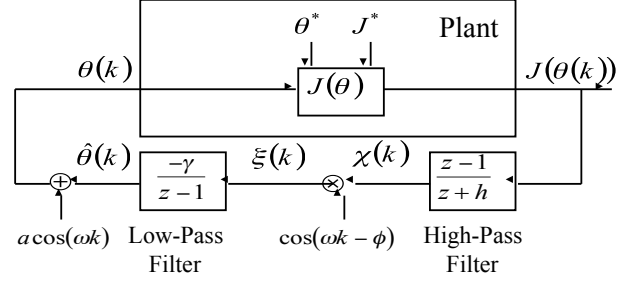 θ* J* Plant
θ(k) J(θ) J(θ(k))
θ̂(k) −γ ξ(k) χ(k) z − 1
z − 1 z + h
+ ×
a cos(ωk) Low-Pass cos(ωk − ϕ) High-Pass
Filter Filter